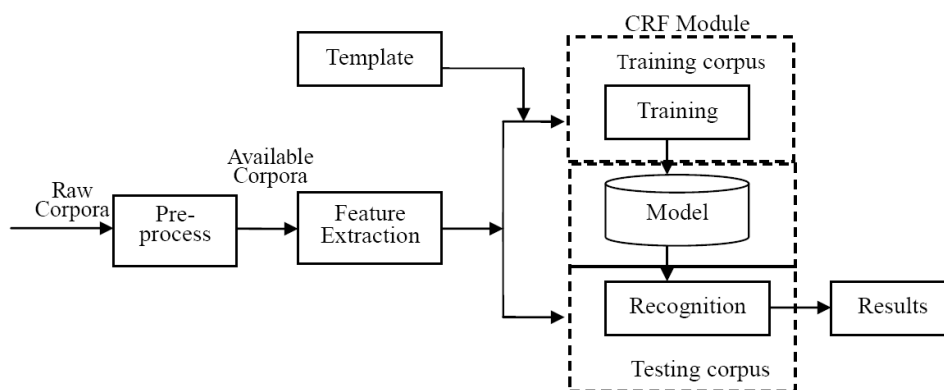 CRF Module
Template
Training corpus
Training
Available
Corpora
Raw
Corpora
Pre-
process
Feature
Extraction
Model
Recognition
Results
Testing corpus